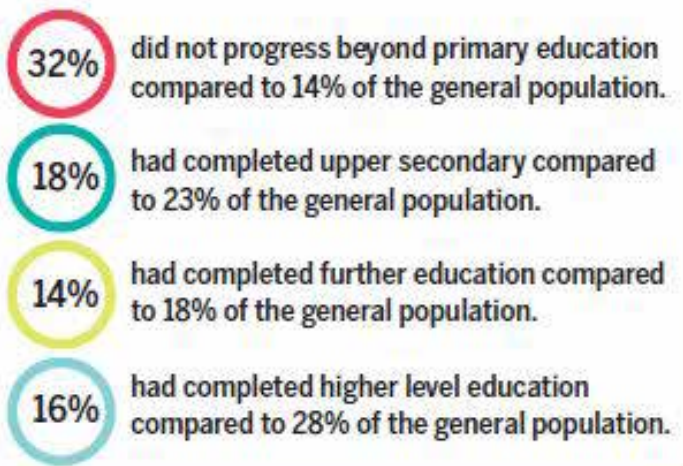 32%
did not progress beyond primary education
compared to 14% of the general population.
18%
had completed upper secondary compared
to 23% of the general population.
14%
had completed further education compared
to 18% of the general population.
16%
had completed higher level education
compared to 28% of the general population.